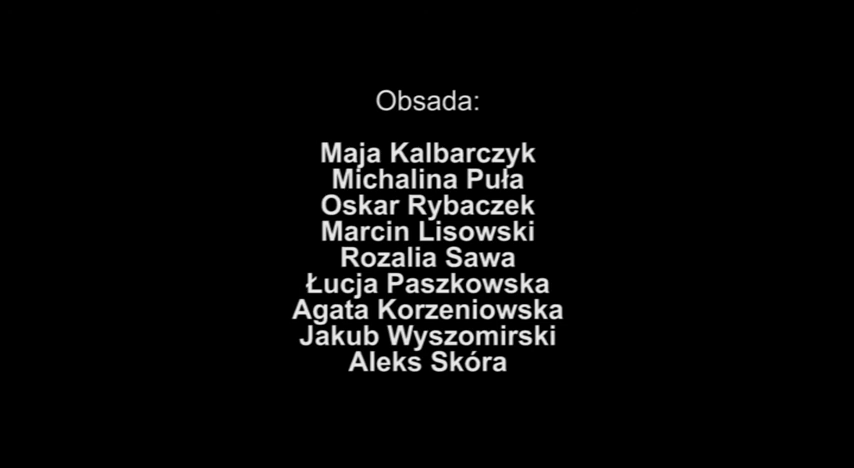 Obsada:
Maja Kalbarczyk
Michalina Puła
Oskar Rybaczek
Marcin Lisowski
Rozalia Sawa
Łucja Paszkowska
Agata Korzeniowska
Jakub Wyszomirski
Aleks Skóra